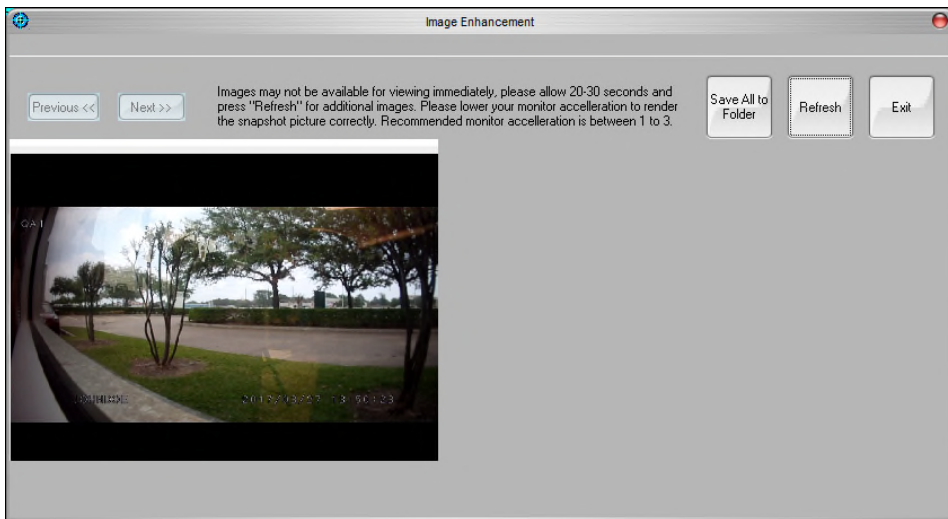 Image Enhancement
Previous <<
Next >>
Images may not be available for viewing immediately, please allow 20-30 seconds and
press "Refresh" for additional images. Please lower your monitor accelleration to render
the snapshot picture correctly. Recommended monitor accelleration is between 1 to 3.
Save All to
Folder
Refresh
Exit
QA1